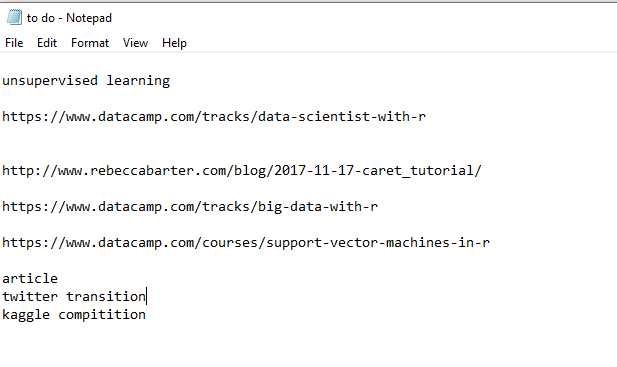 to do - Notepad
File Edit Format View Help
unsupervised learning
https://www.datacamp.com/tracks/data-scientist-with-r
http://www.rebeccabarter.com/blog/2017-11-17-caret_tutorial/
https://www.datacamp.com/tracks/big-data-with-r
https://www.datacamp.com/courses/support-vector-machines-in-r
article
twitter transition
kaggle compitition